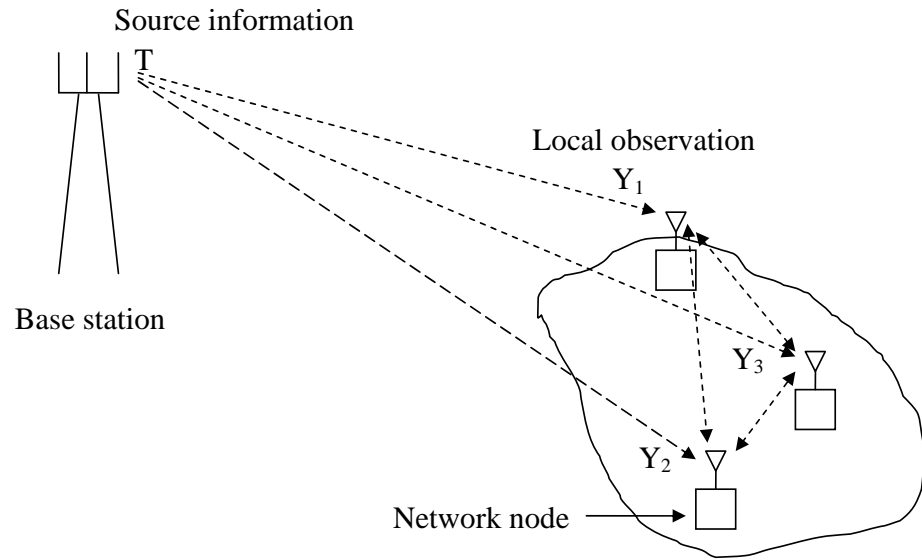 Source information
T
Local observation
Y1
Base station
Y3
Y2
Network node